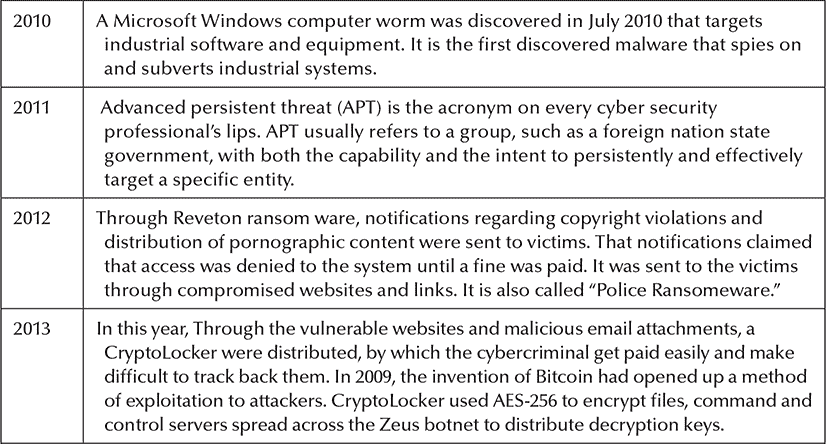 2010 A Microsoft Windows computer worm was discovered in July 2010 that targets
industrial software and equipment. It is the first discovered malware that spies on
and subverts industrial systems.
2011 Advanced persistent threat (APT) is the acronym on every cyber security
professional’s lips. APT usually refers to a group, such as a foreign nation state
government, with both the capability and the intent to persistently and effectively
target a specific entity.
2012 Through Reveton ransom ware, notifications regarding copyright violations and
distribution of pornographic content were sent to victims. That notifications claimed
that access was denied to the system until a fine was paid. It was sent to the victims
through compromised websites and links. It is also called “Police Ransomeware.”
2013 In this year, Through the vulnerable websites and malicious email attachments, a
CryptoLocker were distributed, by which the cybercriminal get paid easily and make
difficult to track back them. In 2009, the invention of Bitcoin had opened up a method
of exploitation to attackers. CryptoLocker used AES-256 to encrypt files, command and
control servers spread across the Zeus botnet to distribute decryption keys.